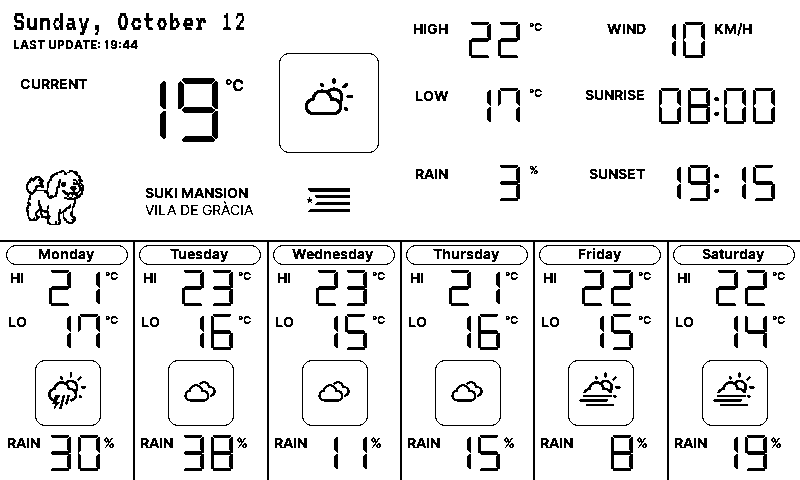 Sunday, October 12
LAST UPDATE: 19:44
CURRENT 19 °C
HIGH 22 °C
WIND 10 KM/H
LOW 17 °C
SUNRISE 08:00
RAIN 3 %
SUNSET 19:15
SUKI MANSION
VILA DE GRÀCIA
Monday
HI 21 °C
LO 17 °C
RAIN 30 %
Tuesday
HI 23 °C
LO 16 °C
RAIN 38 %
Wednesday
HI 23 °C
LO 15 °C
RAIN 11 %
Thursday
HI 21 °C
LO 16 °C
RAIN 15 %
Friday
HI 22 °C
LO 15 °C
RAIN 8 %
Saturday
HI 22 °C
LO 14 °C
RAIN 19 %